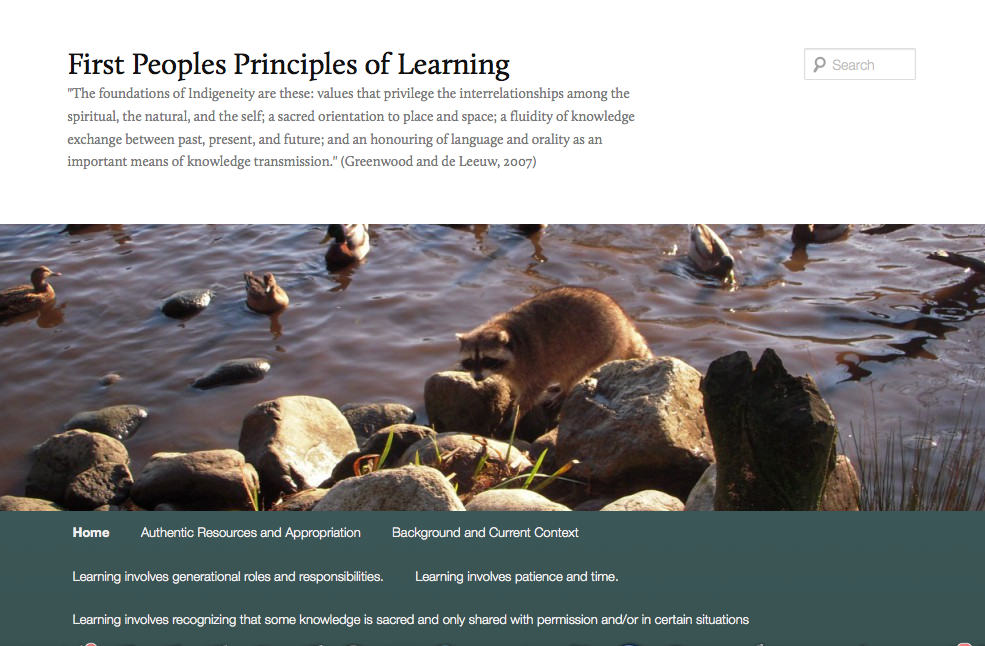 First Peoples Principles of Learning
Search
"The foundations of Indigeneity are these: values that privilege the interrelationships among the
spiritual, the natural, and the self; a sacred orientation to place and space; a fluidity of knowledge
exchange between past, present, and future; and an honouring of language and orality as an
important means of knowledge transmission." (Greenwood and de Leeuw, 2007)
Home Authentic Resources and Appropriation Background and Current Context
Learning involves generational roles and responsibilities. Learning involves patience and time.
Learning involves recognizing that some knowledge is sacred and only shared with permission and/or in certain situations